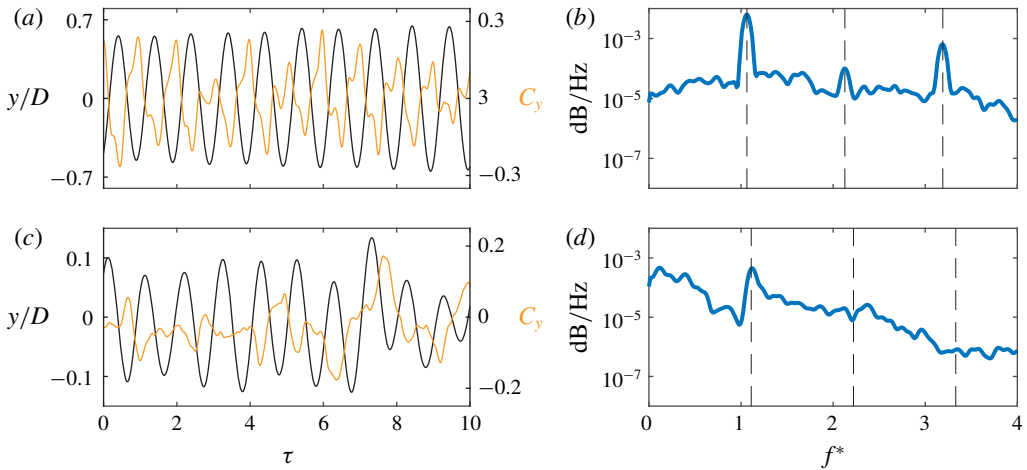 (a)
0.7
0
−0.7
y/D
0.3
3
−0.3
C_y
(b)
10^−3
10^−5
10^−7
dB/Hz
(c)
0.1
0
−0.1
y/D
0.2
0
−0.2
C_y
0 2 4 6 8 10
τ
(d)
10^−3
10^−5
10^−7
dB/Hz
0 1 2 3 4
f*